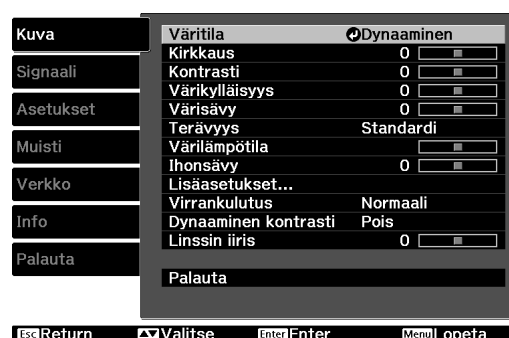 Kuva
Signaali
Asetukset
Muisti
Verkko
Info
Palauta
Väritila Dynaaminen
Kirkkaus 0
Kontrasti 0
Värikylläisyys 0
Värisävy 0
Terävyys Standardi
Värilämpötila
Ihonsävy 0
Lisäasetukset...
Virrankulutus Normaali
Dynaaminen kontrasti Pois
Linssin iiris 0
Palauta
Esc Return Valitse Enter Enter Menu Lopeta